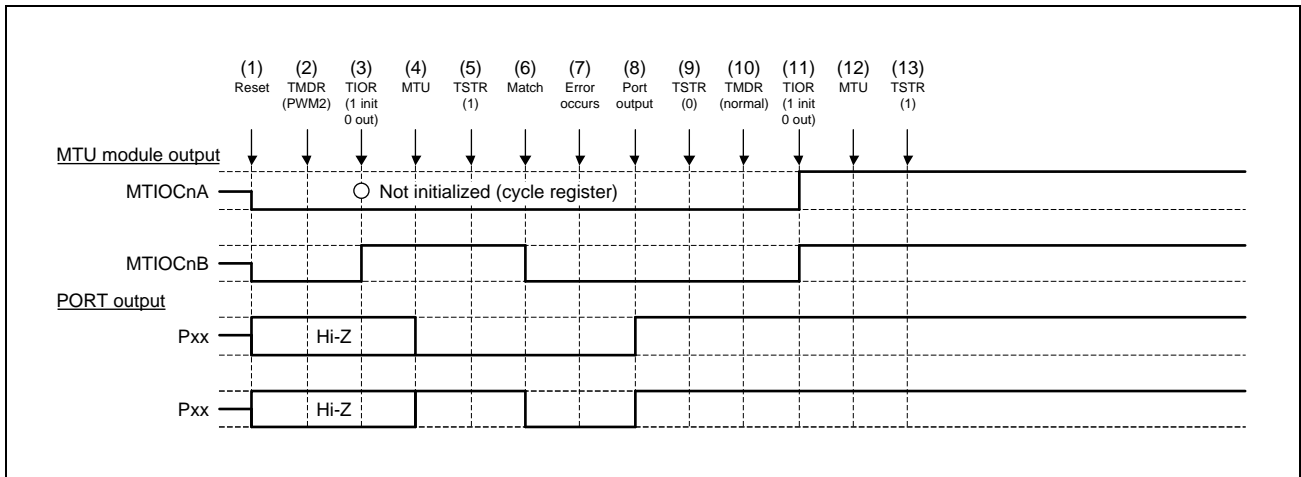 (1) (2) (3) (4) (5) (6) (7) (8) (9) (10) (11) (12) (13)
Reset TMDR TIOR MTU TSTR Match Error Port TSTR TMDR TIOR MTU TSTR
(PWM2) (1 init (1) occurs output (0) (normal) (1 init (1)
0 out) 0 out)
MTU module output
MTIOCnA Not initialized (cycle register)
MTIOCnB
PORT output
Pxx Hi-Z
Pxx Hi-Z